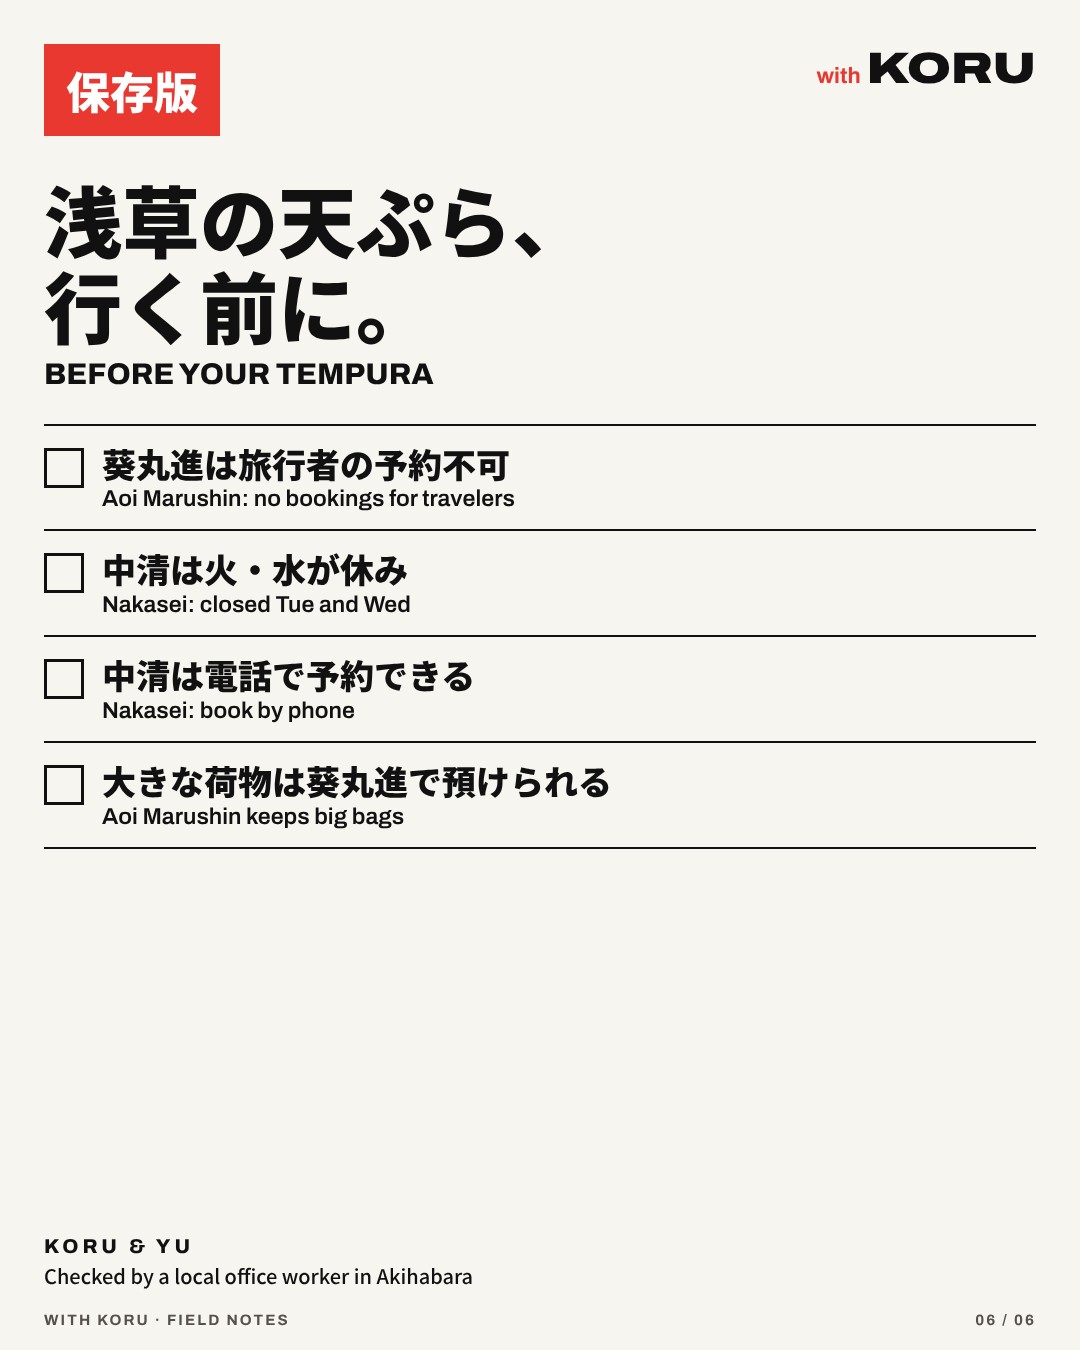 保存版
with KORU
浅草の天ぷら、
行く前に。
BEFORE YOUR TEMPURA
葵丸進は旅行者の予約不可
Aoi Marushin: no bookings for travelers
中清は火・水が休み
Nakasei: closed Tue and Wed
中清は電話で予約できる
Nakasei: book by phone
大きな荷物は葵丸進で預けられる
Aoi Marushin keeps big bags
KORU & YU
Checked by a local office worker in Akihabara
WITH KORU · FIELD NOTES
06 / 06